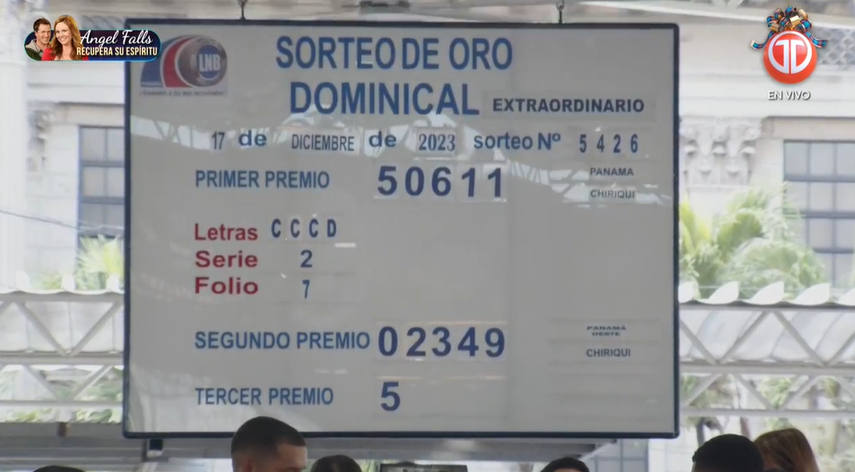 Angel Falls
RECUPERA SU ESPÍRITU
LNB
SORTEO DE ORO
DOMINICAL EXTRAORDINARIO
17 de DICIEMBRE de 2023 sorteo Nº 5426
PRIMER PREMIO 50611 PANAMA
CHIRIQUI
Letras CCCD
Serie 2
Folio 7
SEGUNDO PREMIO 02349 PANAMÁ OESTE
CHIRIQUI
TERCER PREMIO 5
EN VIVO